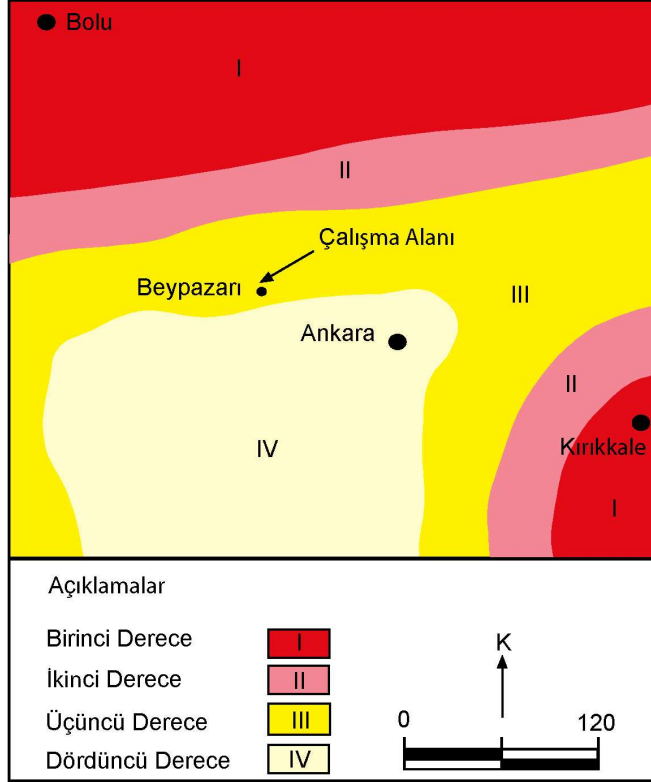 Bolu
I
II
Çalışma Alanı
Beypazarı
III
Ankara
II
IV
Kırıkkale
I
Açıklamalar
Birinci Derece I
İkinci Derece II
Üçüncü Derece III
Dördüncü Derece IV
K
0 120